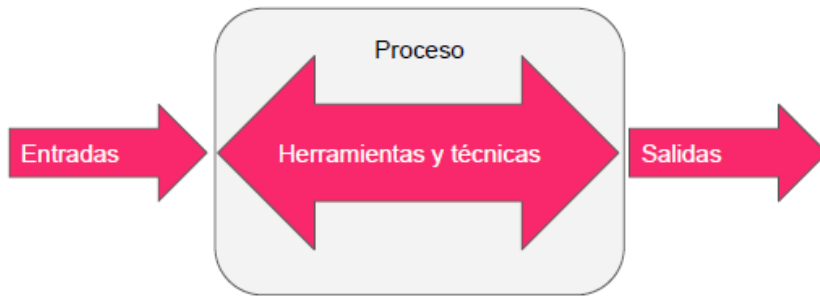 Proceso
Entradas
Herramientas y técnicas
Salidas